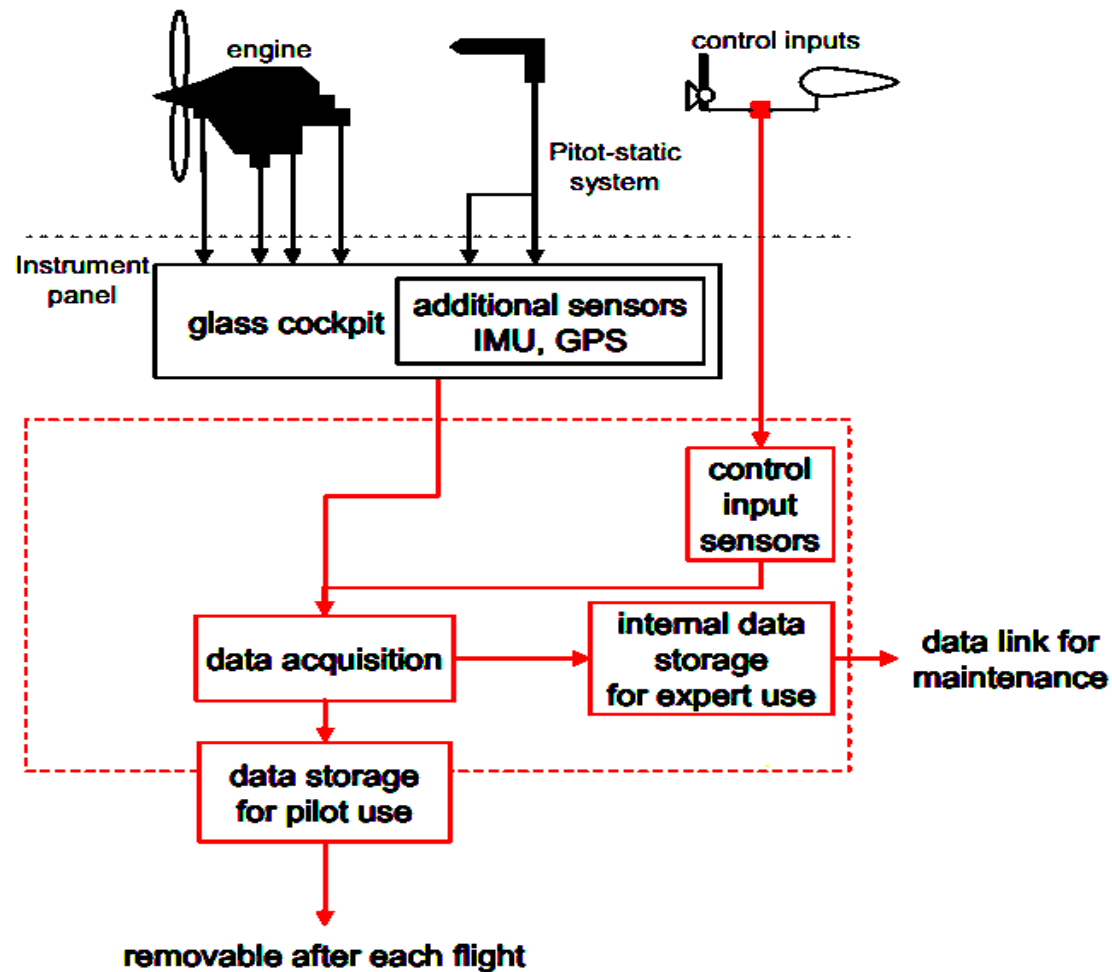 engine
control inputs
Pitot-static
system
Instrument
panel
glass cockpit
additional sensors
IMU, GPS
control
input
sensors
data acquisition
internal data
storage
for expert use
data link for
maintenance
data storage
for pilot use
removable after each flight